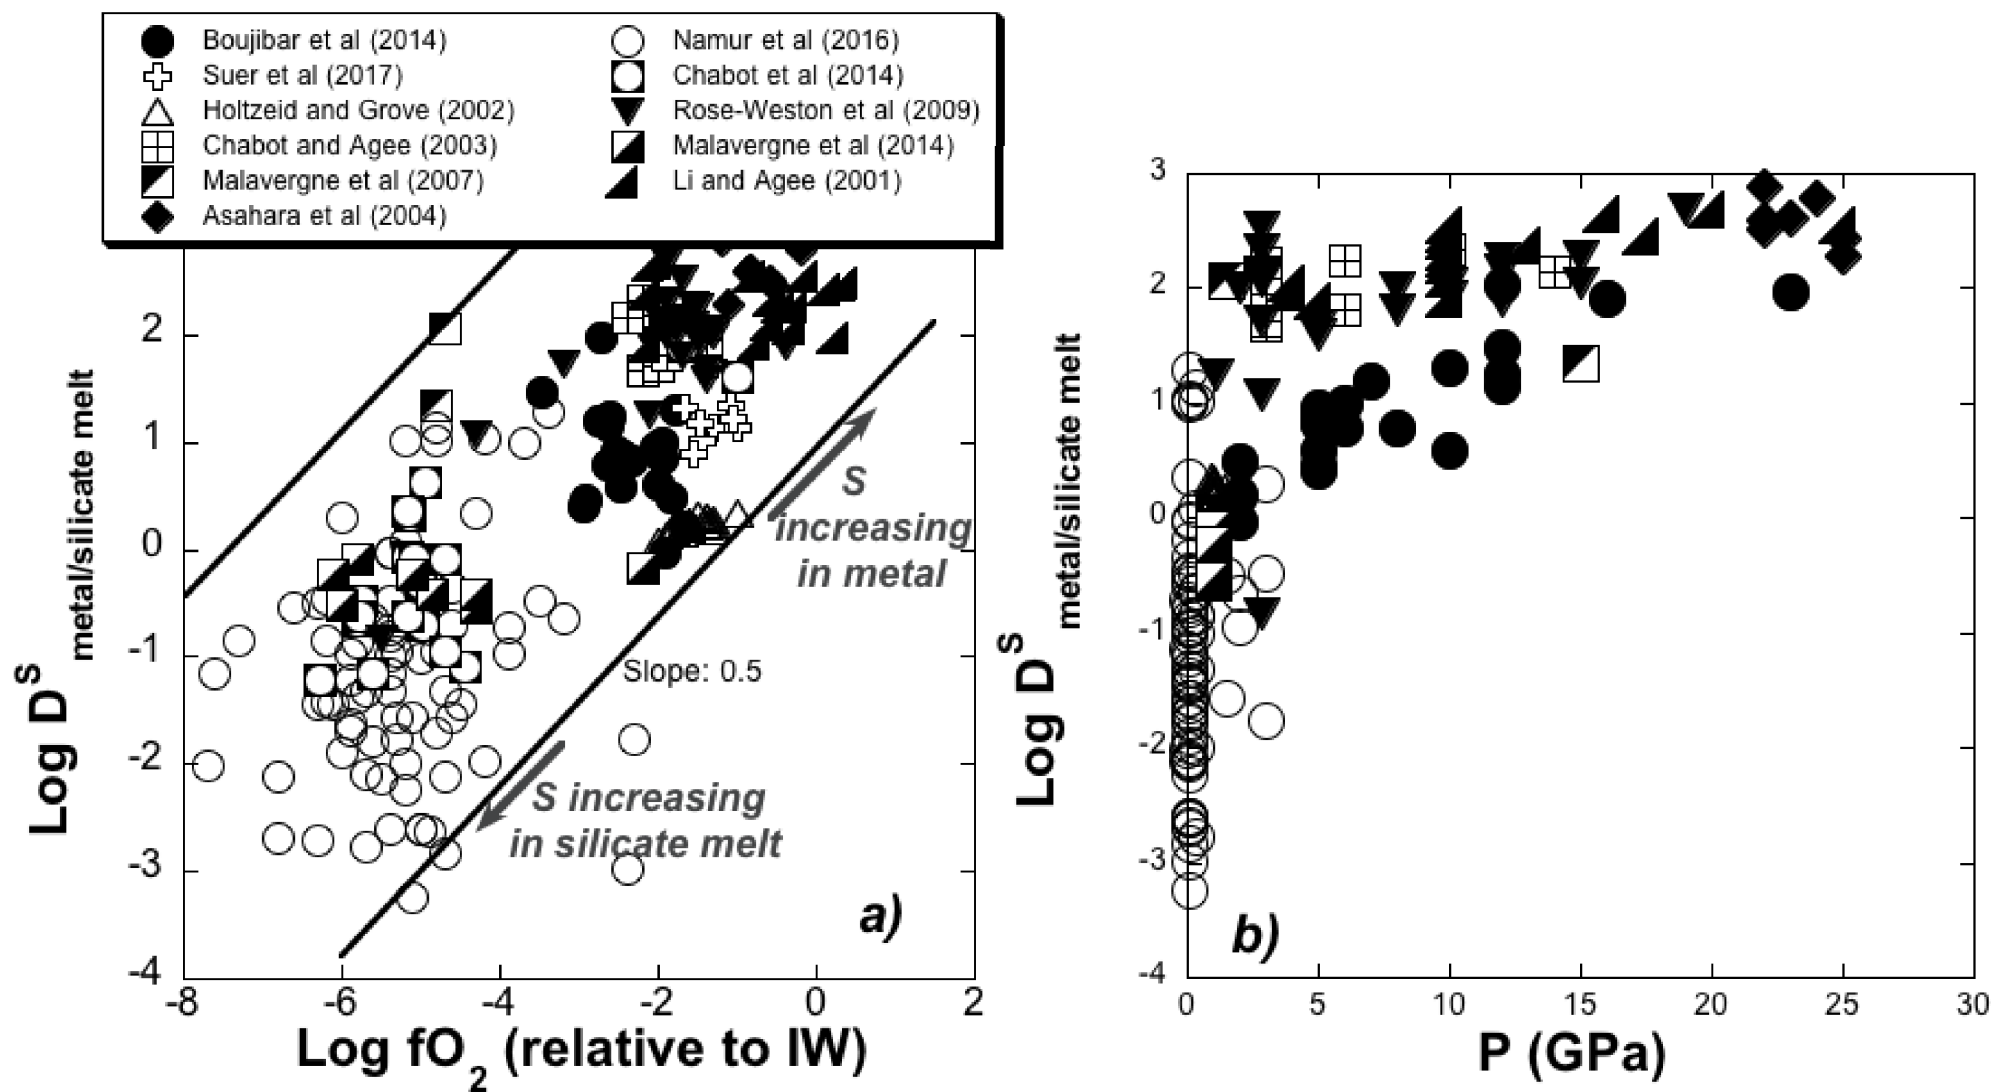 Boujibar et al (2014)
Suer et al (2017)
Holtzeid and Grove (2002)
Chabot and Agee (2003)
Malavergne et al (2007)
Asahara et al (2004)
Namur et al (2016)
Chabot et al (2014)
Rose-Weston et al (2009)
Malavergne et al (2014)
Li and Agee (2001)
Log D^S metal/silicate melt
2
1
0
-1
-2
-3
-4
-8
-6
-4
-2
0
2
Log fO2 (relative to IW)
S
increasing
in metal
Slope: 0.5
S increasing
in silicate melt
a)
Log D^S metal/silicate melt
3
2
1
0
-1
-2
-3
-4
0
5
10
15
20
25
30
P (GPa)
b)